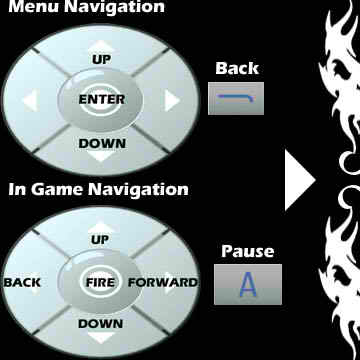 Menu Navigation
UP
Back
ENTER
DOWN
In Game Navigation
UP
Pause
BACK
FIRE
FORWARD
A
DOWN